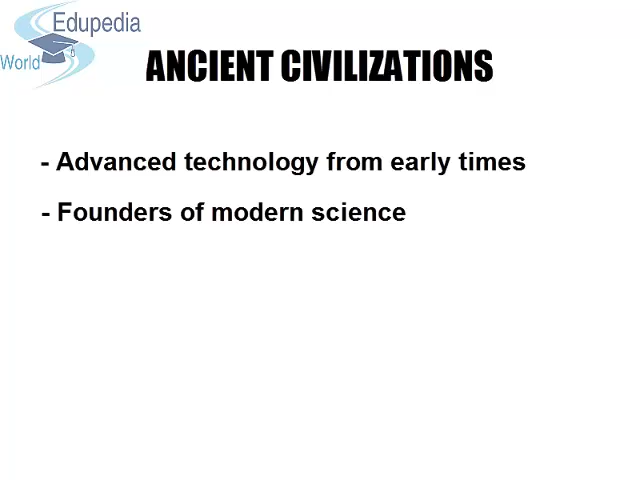 Edupedia
World
ANCIENT CIVILIZATIONS
- Advanced technology from early times
- Founders of modern science